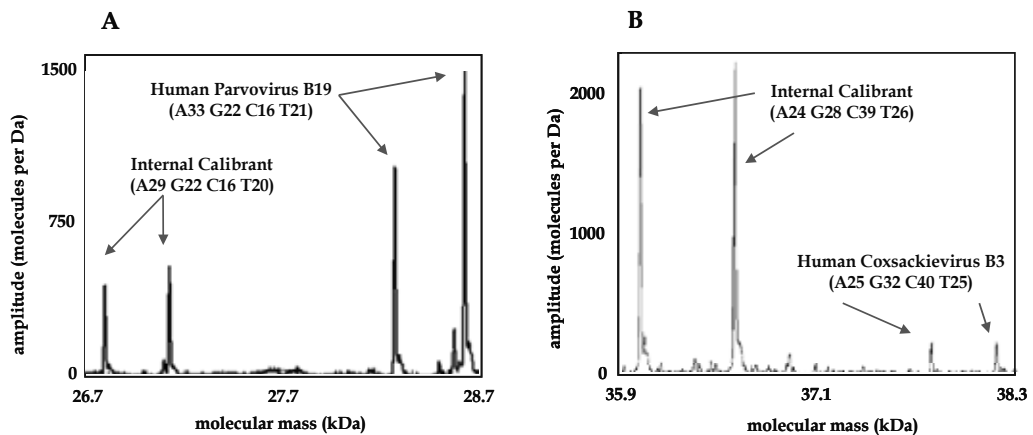 A
amplitude (molecules per Da)
1500
750
0
Human Parvovirus B19
(A33 G22 C16 T21)
Internal Calibrant
(A29 G22 C16 T20)
26.7 27.7 28.7
molecular mass (kDa)
B
amplitude (molecules per Da)
2000
1000
0
Internal Calibrant
(A24 G28 C39 T26)
Human Coxsackievirus B3
(A25 G32 C40 T25)
35.9 37.1 38.3
molecular mass (kDa)